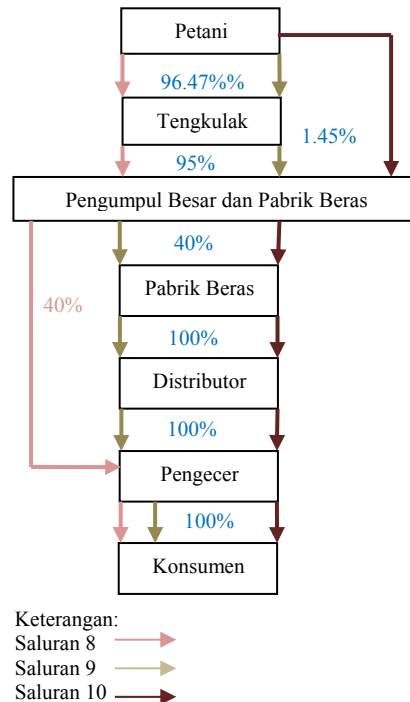 Petani
96.47%%
Tengkulak
1.45%
95%
Pengumpul Besar dan Pabrik Beras
40%
40%
Pabrik Beras
100%
Distributor
100%
Pengecer
100%
Konsumen
Keterangan:
Saluran 8
Saluran 9
Saluran 10